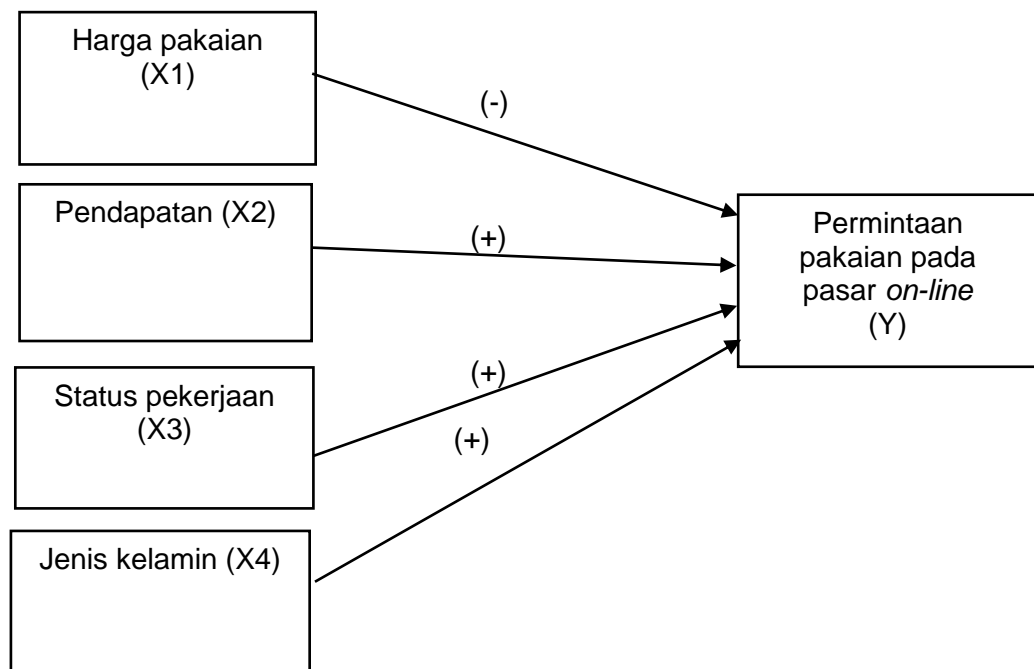 Harga pakaian
(X1)
(-)
Pendapatan (X2)
(+)
Status pekerjaan
(X3)
(+)
(+)
Jenis kelamin (X4)
Permintaan
pakaian pada
pasar on-line
(Y)